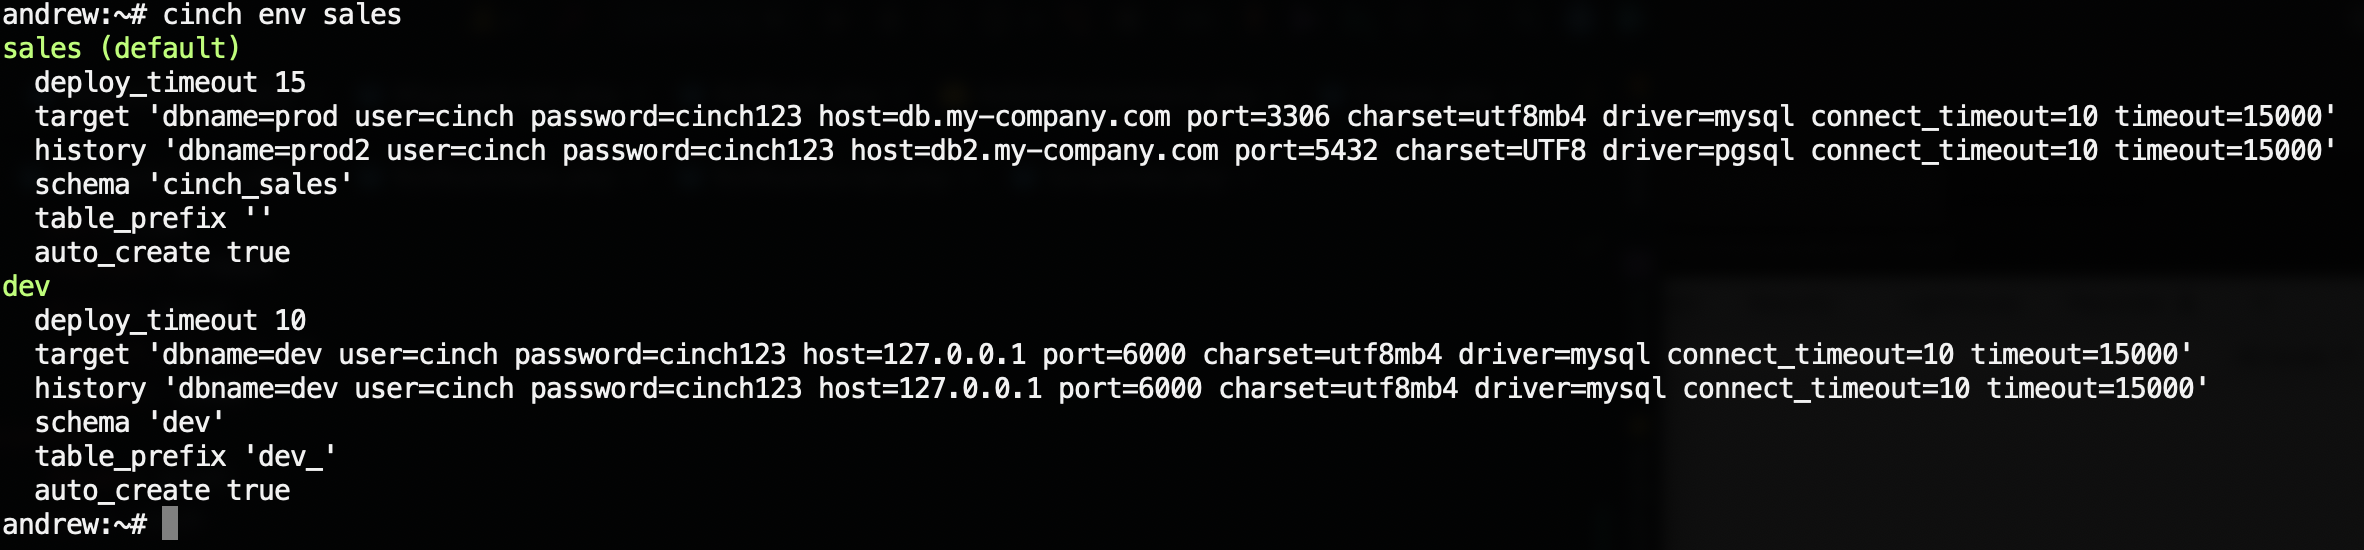 andrew:~# cinch env sales
sales (default)
  deploy_timeout 15
  target 'dbname=prod user=cinch password=cinch123 host=db.my-company.com port=3306 charset=utf8mb4 driver=mysql connect_timeout=10 timeout=15000'
  history 'dbname=prod2 user=cinch password=cinch123 host=db2.my-company.com port=5432 charset=UTF8 driver=pgsql connect_timeout=10 timeout=15000'
  schema 'cinch_sales'
  table_prefix ''
  auto_create true
dev
  deploy_timeout 10
  target 'dbname=dev user=cinch password=cinch123 host=127.0.0.1 port=6000 charset=utf8mb4 driver=mysql connect_timeout=10 timeout=15000'
  history 'dbname=dev user=cinch password=cinch123 host=127.0.0.1 port=6000 charset=utf8mb4 driver=mysql connect_timeout=10 timeout=15000'
  schema 'dev'
  table_prefix 'dev_'
  auto_create true
andrew:~#